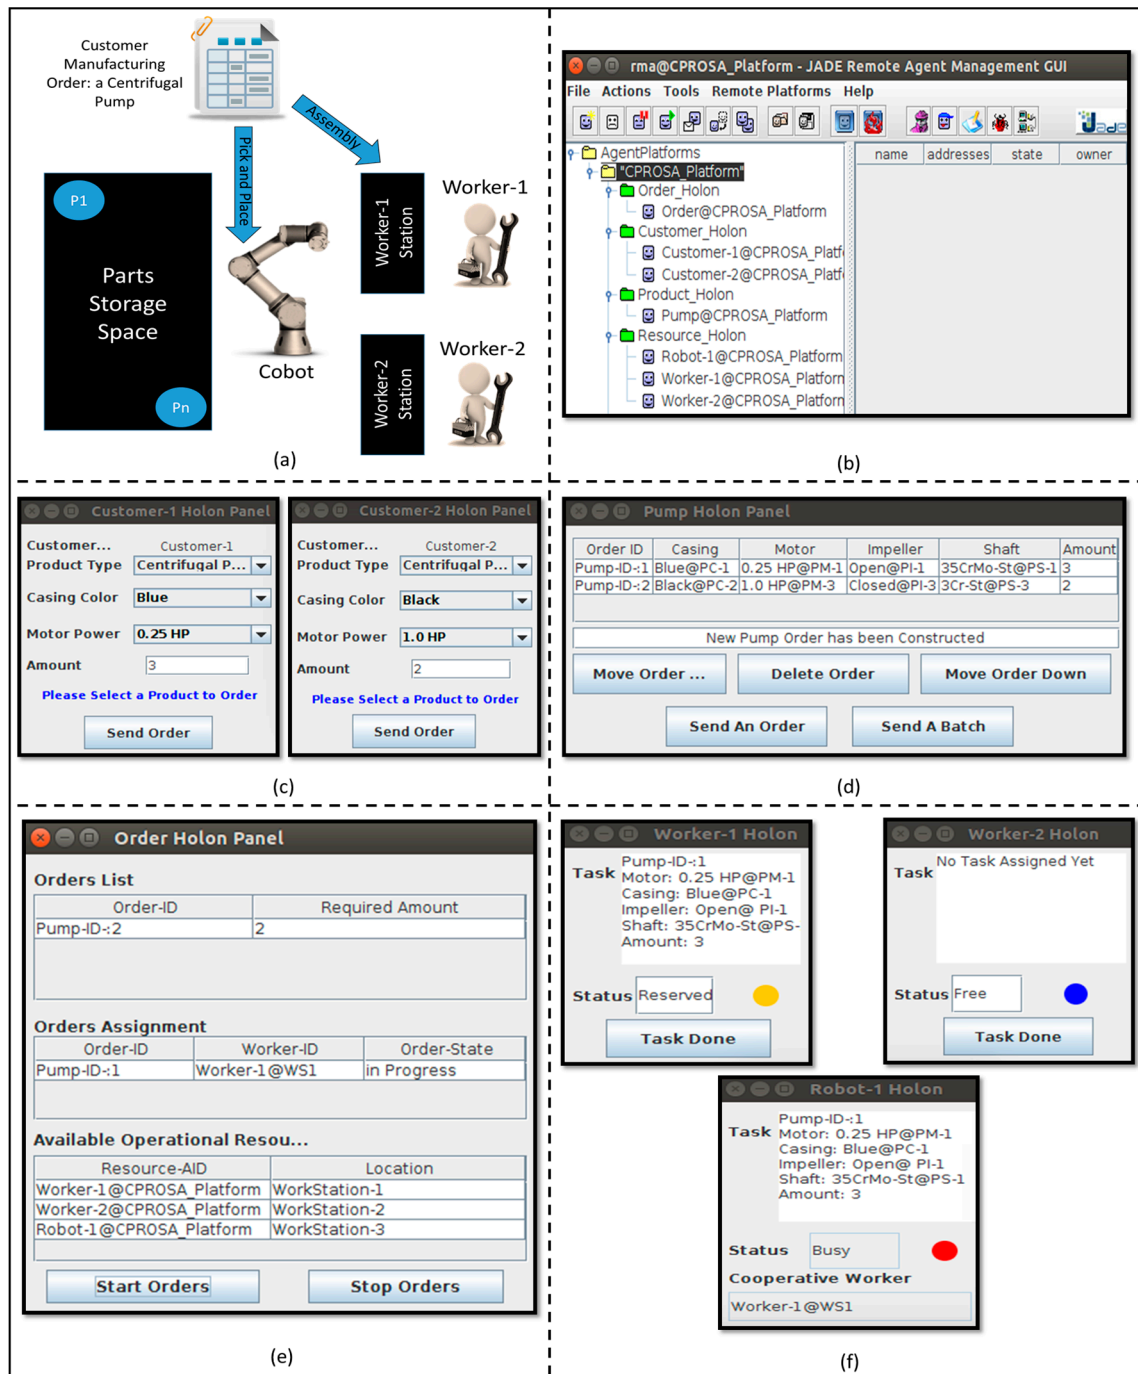 Customer
Manufacturing
Order: a Centrifugal
Pump
Assembly
Pick and Place
P1
Parts
Storage
Space
Pn
Cobot
Worker-1
Station
Worker-1
Worker-2
Station
Worker-2
(a)
rma@CPROSA_Platform - JADE Remote Agent Management GUI
File Actions Tools Remote Platforms Help
Jade
AgentPlatforms
"CPROSA_Platform"
Order_Holon
Order@CPROSA_Platform
Customer_Holon
Customer-1@CPROSA_Platf
Customer-2@CPROSA_Platf
Product_Holon
Pump@CPROSA_Platform
Resource_Holon
Robot-1@CPROSA_Platform
Worker-1@CPROSA_Platform
Worker-2@CPROSA_Platform
name addresses state owner
(b)
Customer-1 Holon Panel
Customer... Customer-1
Product Type Centrifugal P...
Casing Color Blue
Motor Power 0.25 HP
Amount 3
Please Select a Product to Order
Send Order
Customer-2 Holon Panel
Customer... Customer-2
Product Type Centrifugal P...
Casing Color Black
Motor Power 1.0 HP
Amount 2
Please Select a Product to Order
Send Order
(c)
Pump Holon Panel
Order ID Casing Motor Impeller Shaft Amount
Pump-ID-:1 Blue@PC-1 0.25 HP@PM-1 Open@PI-1 35CrMo-St@PS-1 3
Pump-ID-:2 Black@PC-2 1.0 HP@PM-3 Closed@PI-3 3Cr-St@PS-3 2
New Pump Order has been Constructed
Move Order ... Delete Order Move Order Down
Send An Order Send A Batch
(d)
Order Holon Panel
Orders List
Order-ID Required Amount
Pump-ID-:2 2
Orders Assignment
Order-ID Worker-ID Order-State
Pump-ID-:1 Worker-1@WS1 in Progress
Available Operational Resou...
Resource-AID Location
Worker-1@CPROSA_Platform WorkStation-1
Worker-2@CPROSA_Platform WorkStation-2
Robot-1@CPROSA_Platform WorkStation-3
Start Orders Stop Orders
(e)
Worker-1 Holon
Task
Pump-ID-:1
Motor: 0.25 HP@PM-1
Casing: Blue@PC-1
Impeller: Open@ PI-1
Shaft: 35CrMo-St@PS-
Amount: 3
Status Reserved
Task Done
Worker-2 Holon
Task No Task Assigned Yet
Status Free
Task Done
Robot-1 Holon
Task
Pump-ID-:1
Motor: 0.25 HP@PM-1
Casing: Blue@PC-1
Impeller: Open@ PI-1
Shaft: 35CrMo-St@PS-1
Amount: 3
Status Busy
Cooperative Worker
Worker-1@WS1
(f)